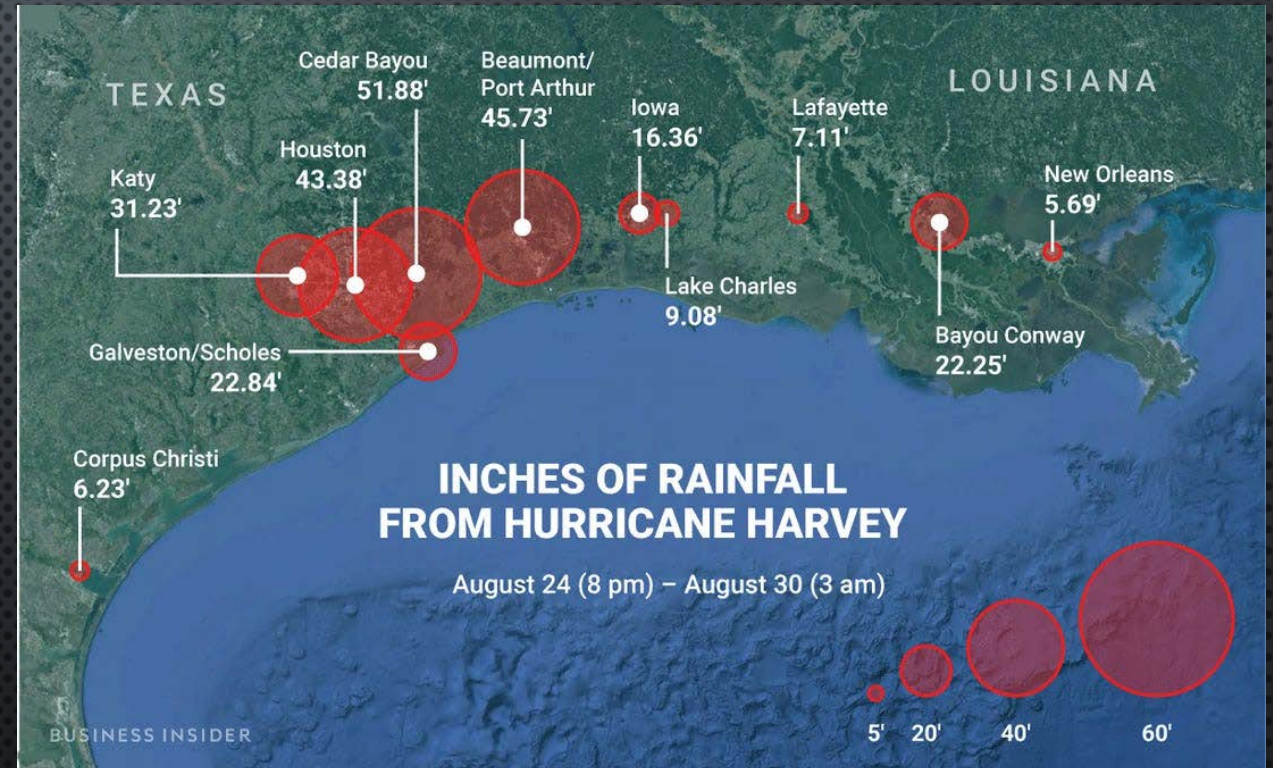 TEXAS
LOUISIANA
Cedar Bayou
51.88'
Beaumont/
Port Arthur
45.73'
Iowa
16.36'
Lafayette
7.11'
Houston
43.38'
Katy
31.23'
New Orleans
5.69'
Lake Charles
9.08'
Bayou Conway
22.25'
Galveston/Scholes
22.84'
Corpus Christi
6.23'
INCHES OF RAINFALL
FROM HURRICANE HARVEY
August 24 (8 pm) – August 30 (3 am)
5' 20' 40' 60'
BUSINESS INSIDER